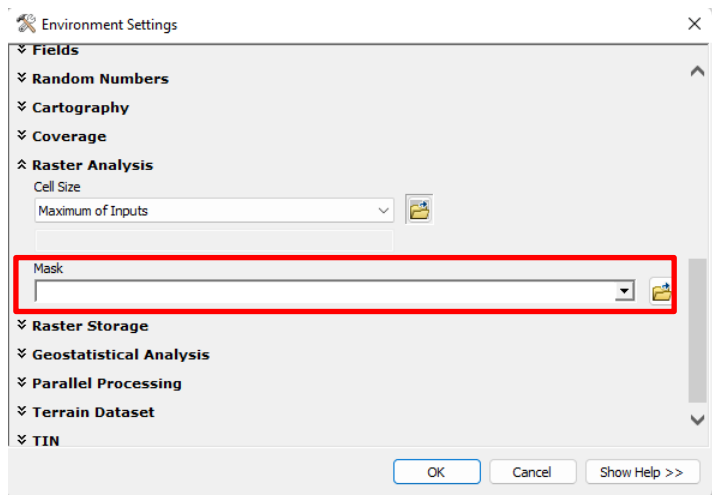 Environment Settings
Fields
Random Numbers
Cartography
Coverage
Raster Analysis
Cell Size
Maximum of Inputs
Mask
Raster Storage
Geostatistical Analysis
Parallel Processing
Terrain Dataset
TIN
OK Cancel Show Help >>